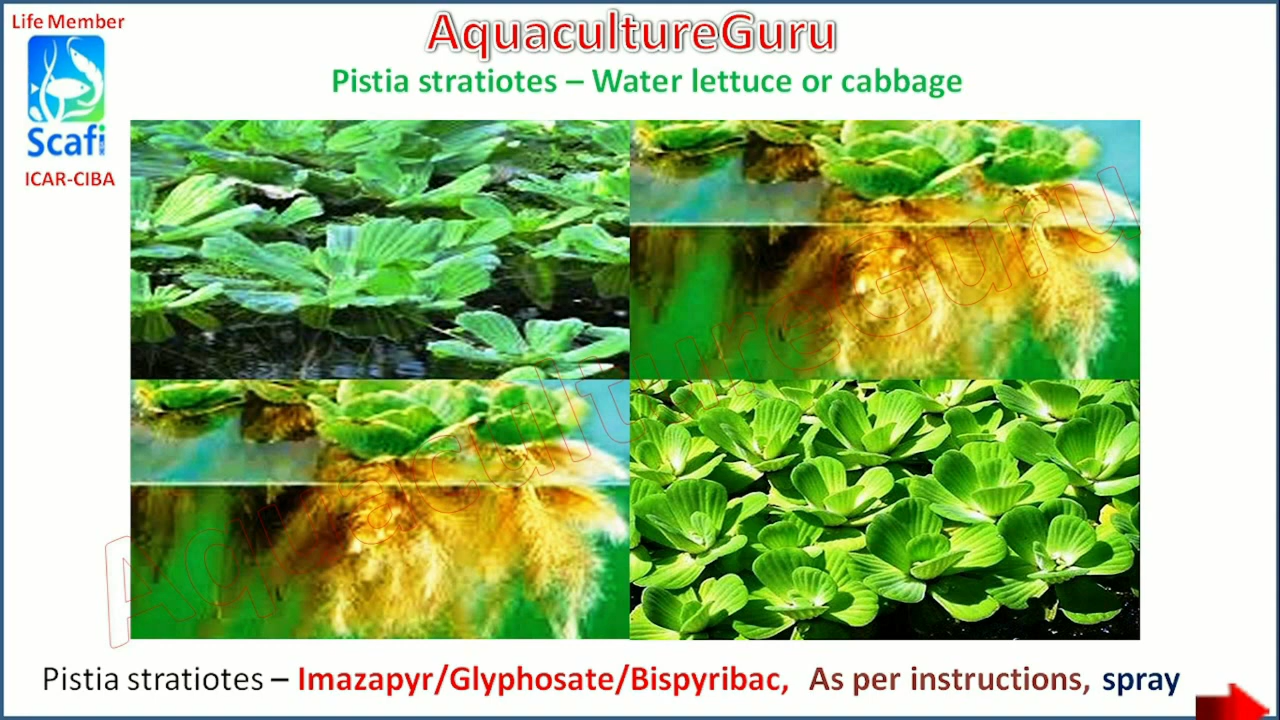 Life Member
AquacultureGuru
Pistia stratiotes – Water lettuce or cabbage
Scafi
ICAR-CIBA
AquacultureGuru
Pistia stratiotes – Imazapyr/Glyphosate/Bispyribac, As per instructions, spray